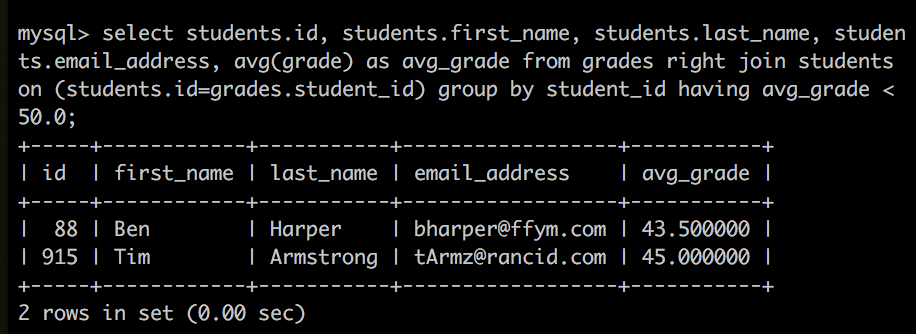 mysql> select students.id, students.first_name, students.last_name, studen
ts.email_address, avg(grade) as avg_grade from grades right join students
on (students.id=grades.student_id) group by student_id having avg_grade <
50.0;
+-----+------------+-----------+------------------+-----------+
| id  | first_name | last_name | email_address    | avg_grade |
+-----+------------+-----------+------------------+-----------+
|  88 | Ben        | Harper    | bharper@ffym.com | 43.500000 |
| 915 | Tim        | Armstrong | tArmz@rancid.com | 45.000000 |
+-----+------------+-----------+------------------+-----------+
2 rows in set (0.00 sec)